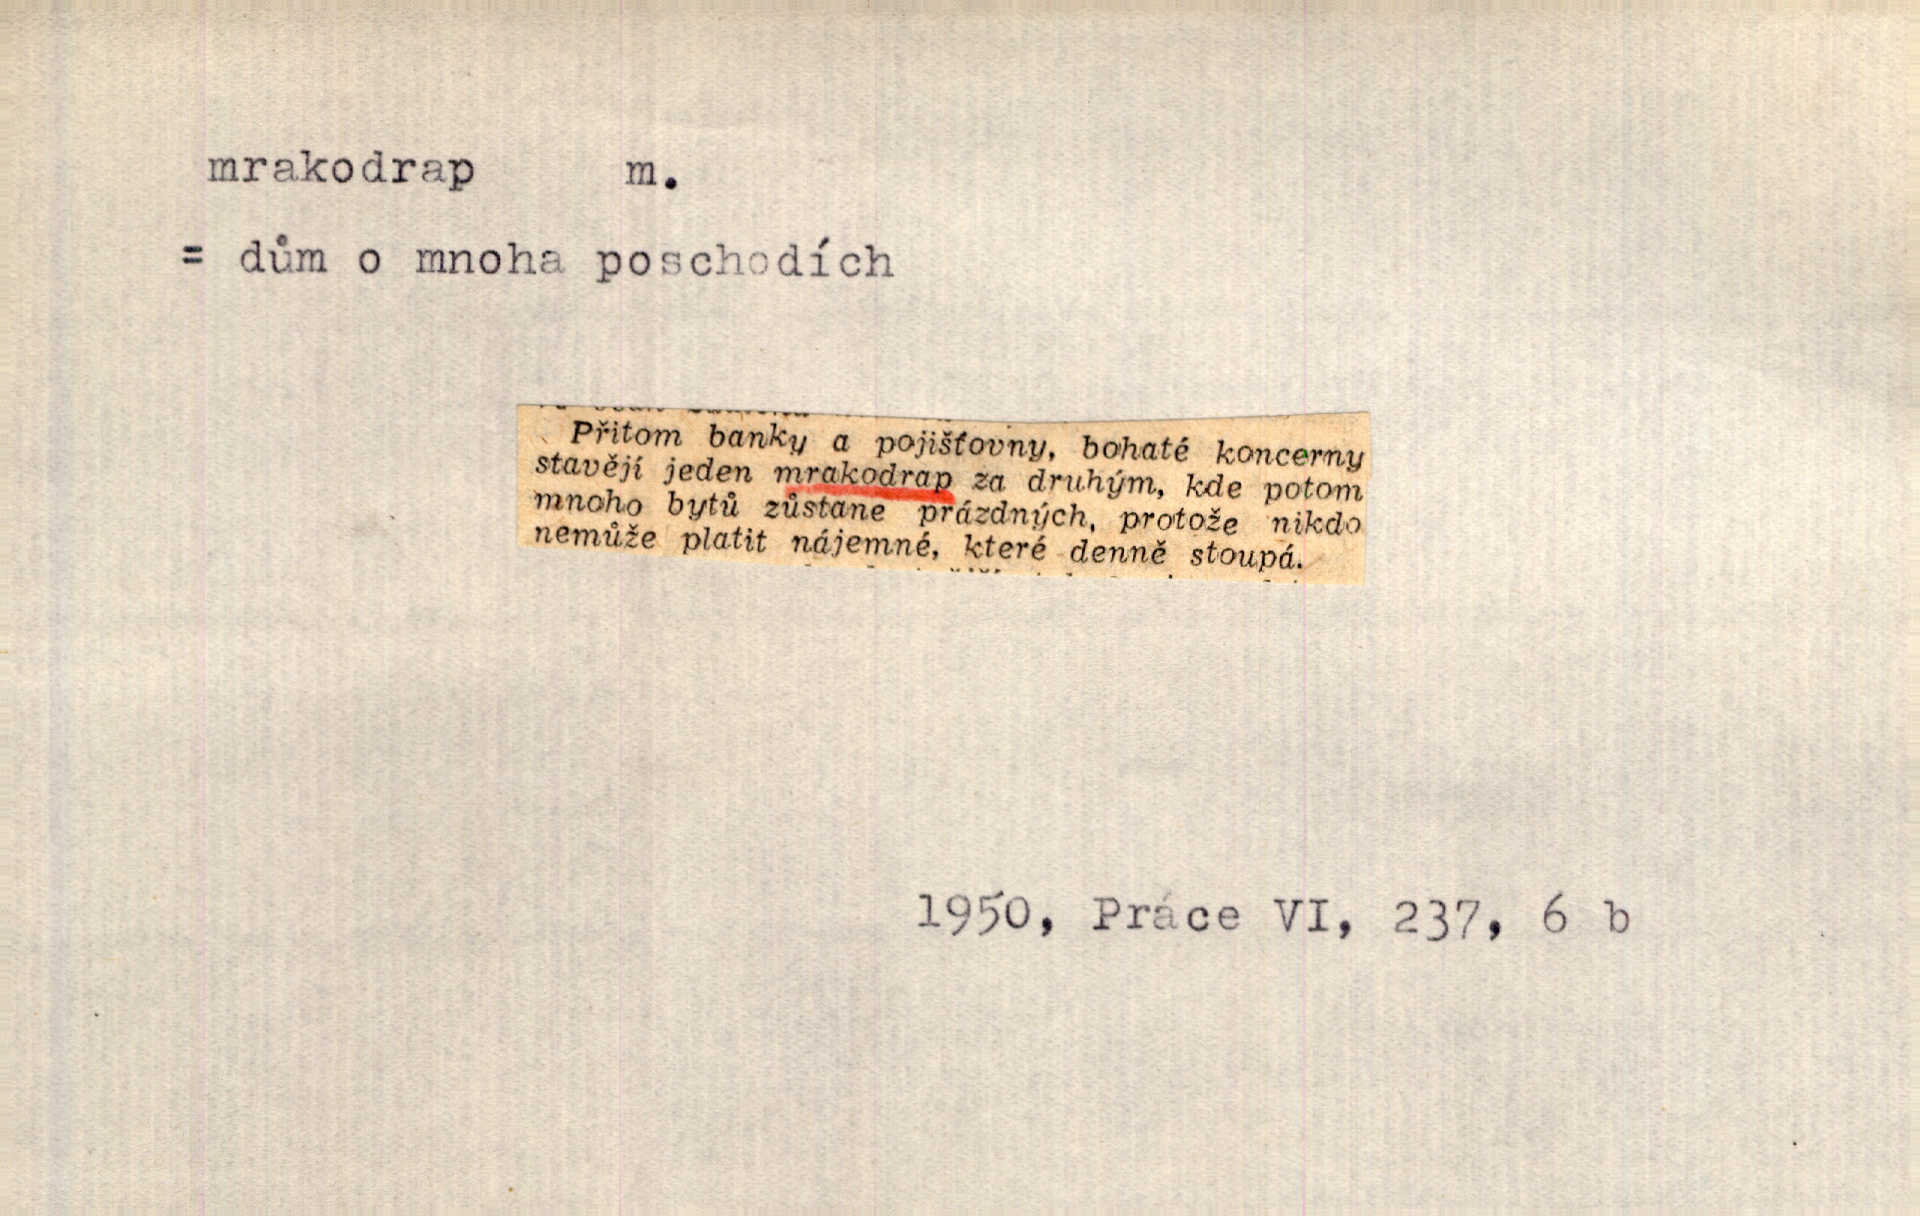 mrakodrap m.
= dům o mnoha poschodích
Přitom banky a pojišťovny, bohaté koncerny
stavějí jeden mrakodrap za druhým, kde potom
mnoho bytů zůstane prázdných, protože nikdo
nemůže platit nájemné, které denně stoupá.
1950, Práce VI, 237, 6 b